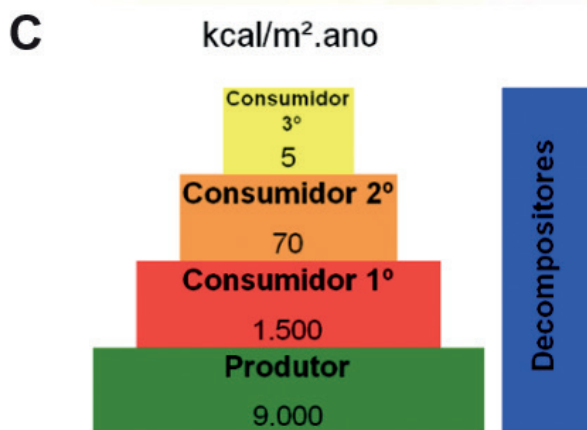 C
kcal/m².ano
Consumidor
3º
5
Consumidor 2º
70
Consumidor 1º
1.500
Produtor
9.000
Decompositores